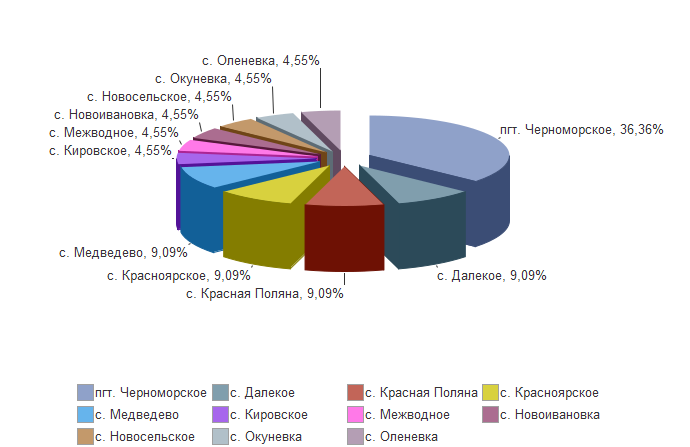 с. Оленевка, 4,55%
с. Окуневка, 4,55%
с. Новосельское, 4,55%
с. Новоивановка, 4,55%
с. Межводное, 4,55%
с. Кировское, 4,55%
пгт. Черноморское, 36,36%
с. Медведево, 9,09%
с. Красноярское, 9,09%
с. Далекое, 9,09%
с. Красная Поляна, 9,09%
пгт. Черноморское с. Далекое с. Красная Поляна с. Красноярское
с. Медведево с. Кировское с. Межводное с. Новоивановка
с. Новосельское с. Окуневка с. Оленевка